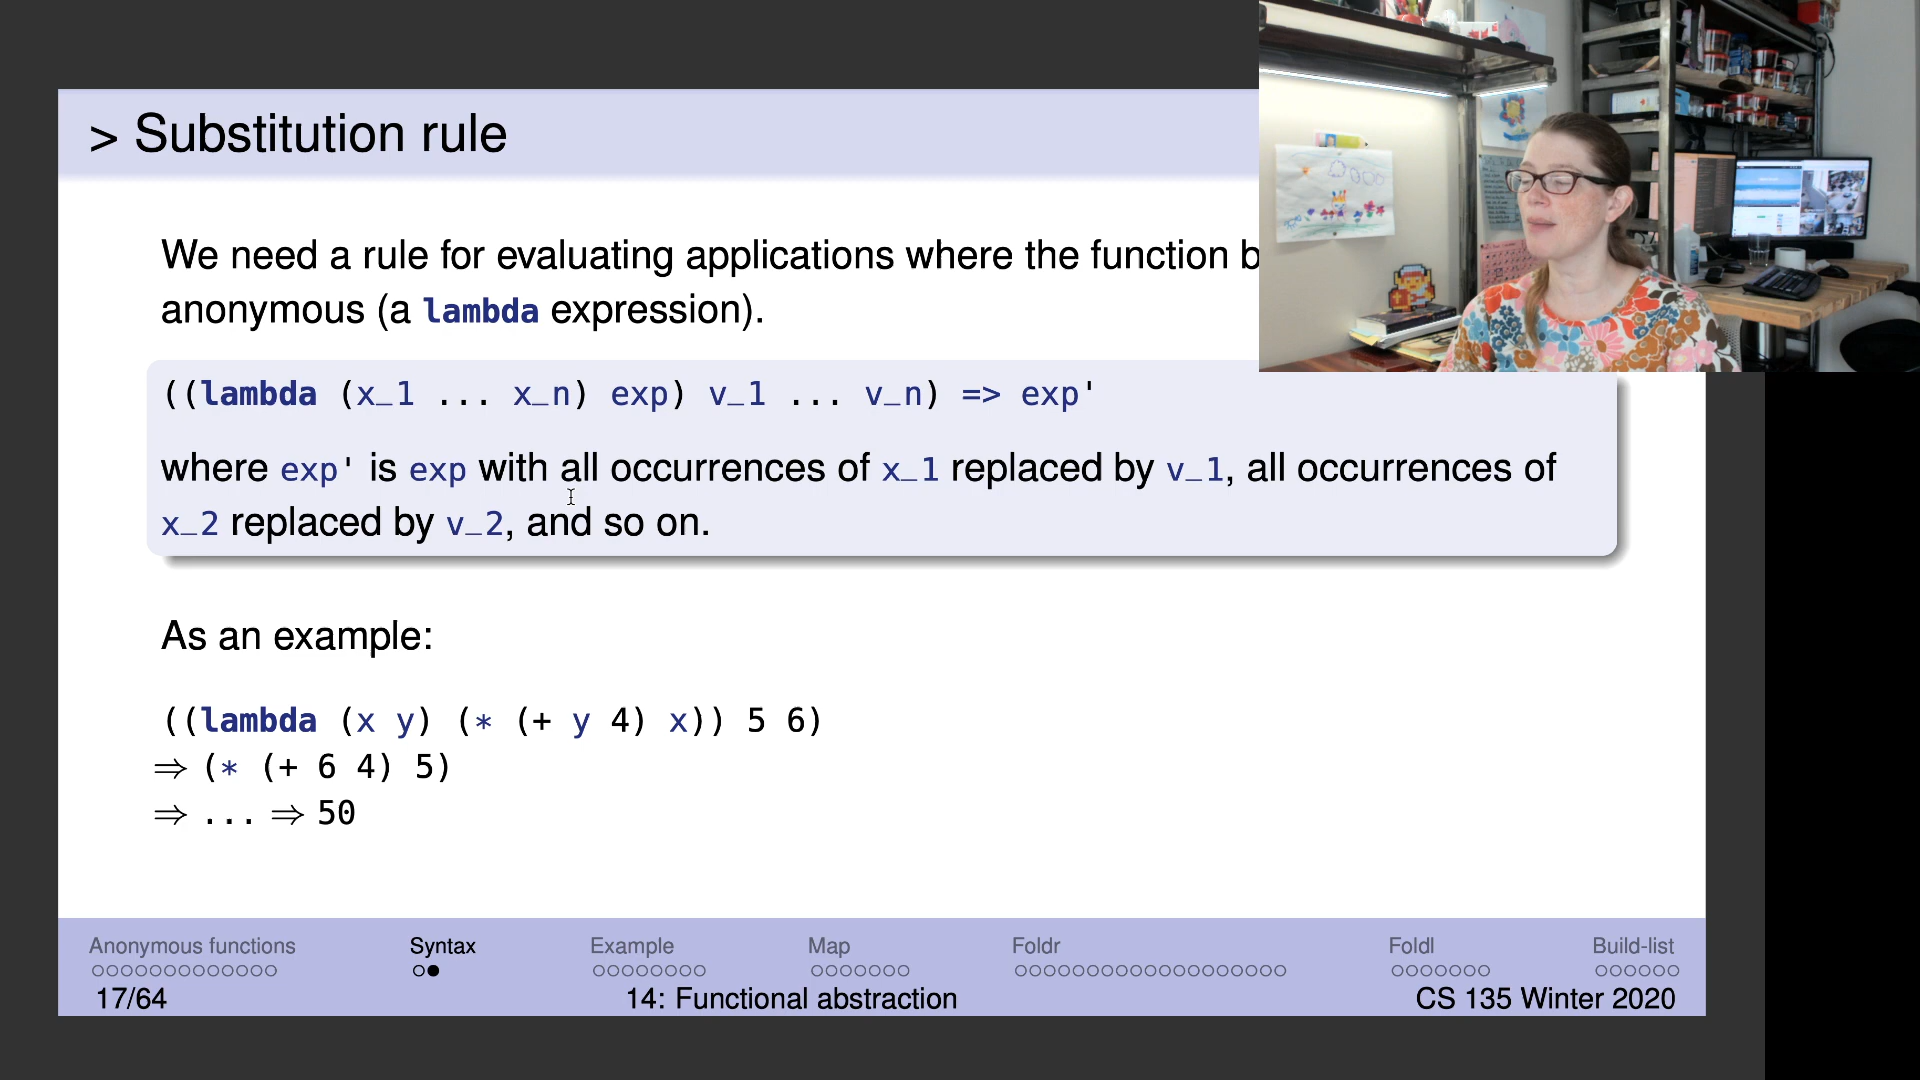 > Substitution rule
We need a rule for evaluating applications where the function b
anonymous (a lambda expression).
((lambda (x_1 ... x_n) exp) v_1 ... v_n) => exp'
where exp' is exp with all occurrences of x_1 replaced by v_1, all occurrences of
x_2 replaced by v_2, and so on.
As an example:
((lambda (x y) (* (+ y 4) x)) 5 6)
⇒ (* (+ 6 4) 5)
⇒ ... ⇒ 50
Anonymous functions Syntax Example Map Foldr Foldl Build-list
17/64 14: Functional abstraction CS 135 Winter 2020